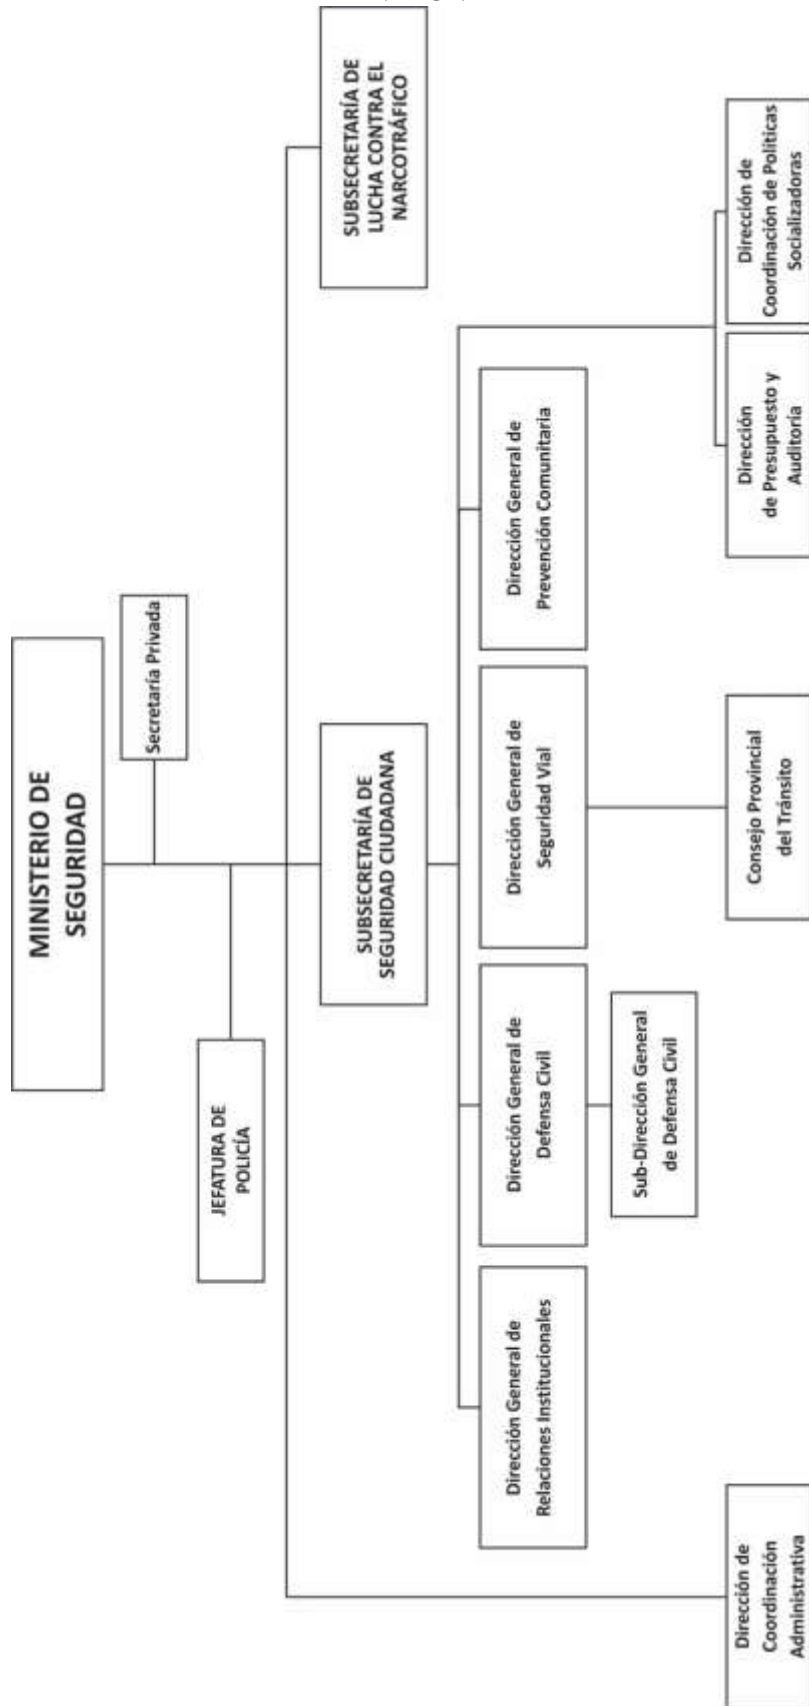 MINISTERIO DE
SEGURIDAD
Secretaría Privada
JEFATURA DE
POLICÍA
SUBSECRETARÍA DE
SEGURIDAD CIUDADANA
SUBSECRETARÍA DE
LUCHA CONTRA EL
NARCOTRÁFICO
Dirección General de
Relaciones Institucionales
Dirección General de
Defensa Civil
Dirección General de
Seguridad Vial
Dirección General de
Prevención Comunitaria
Sub-Dirección General
de Defensa Civil
Dirección de
Coordinación
Administrativa
Consejo Provincial
del Tránsito
Dirección
de Presupuesto y
Auditoría
Dirección de
Coordinación de Políticas
Socializadoras